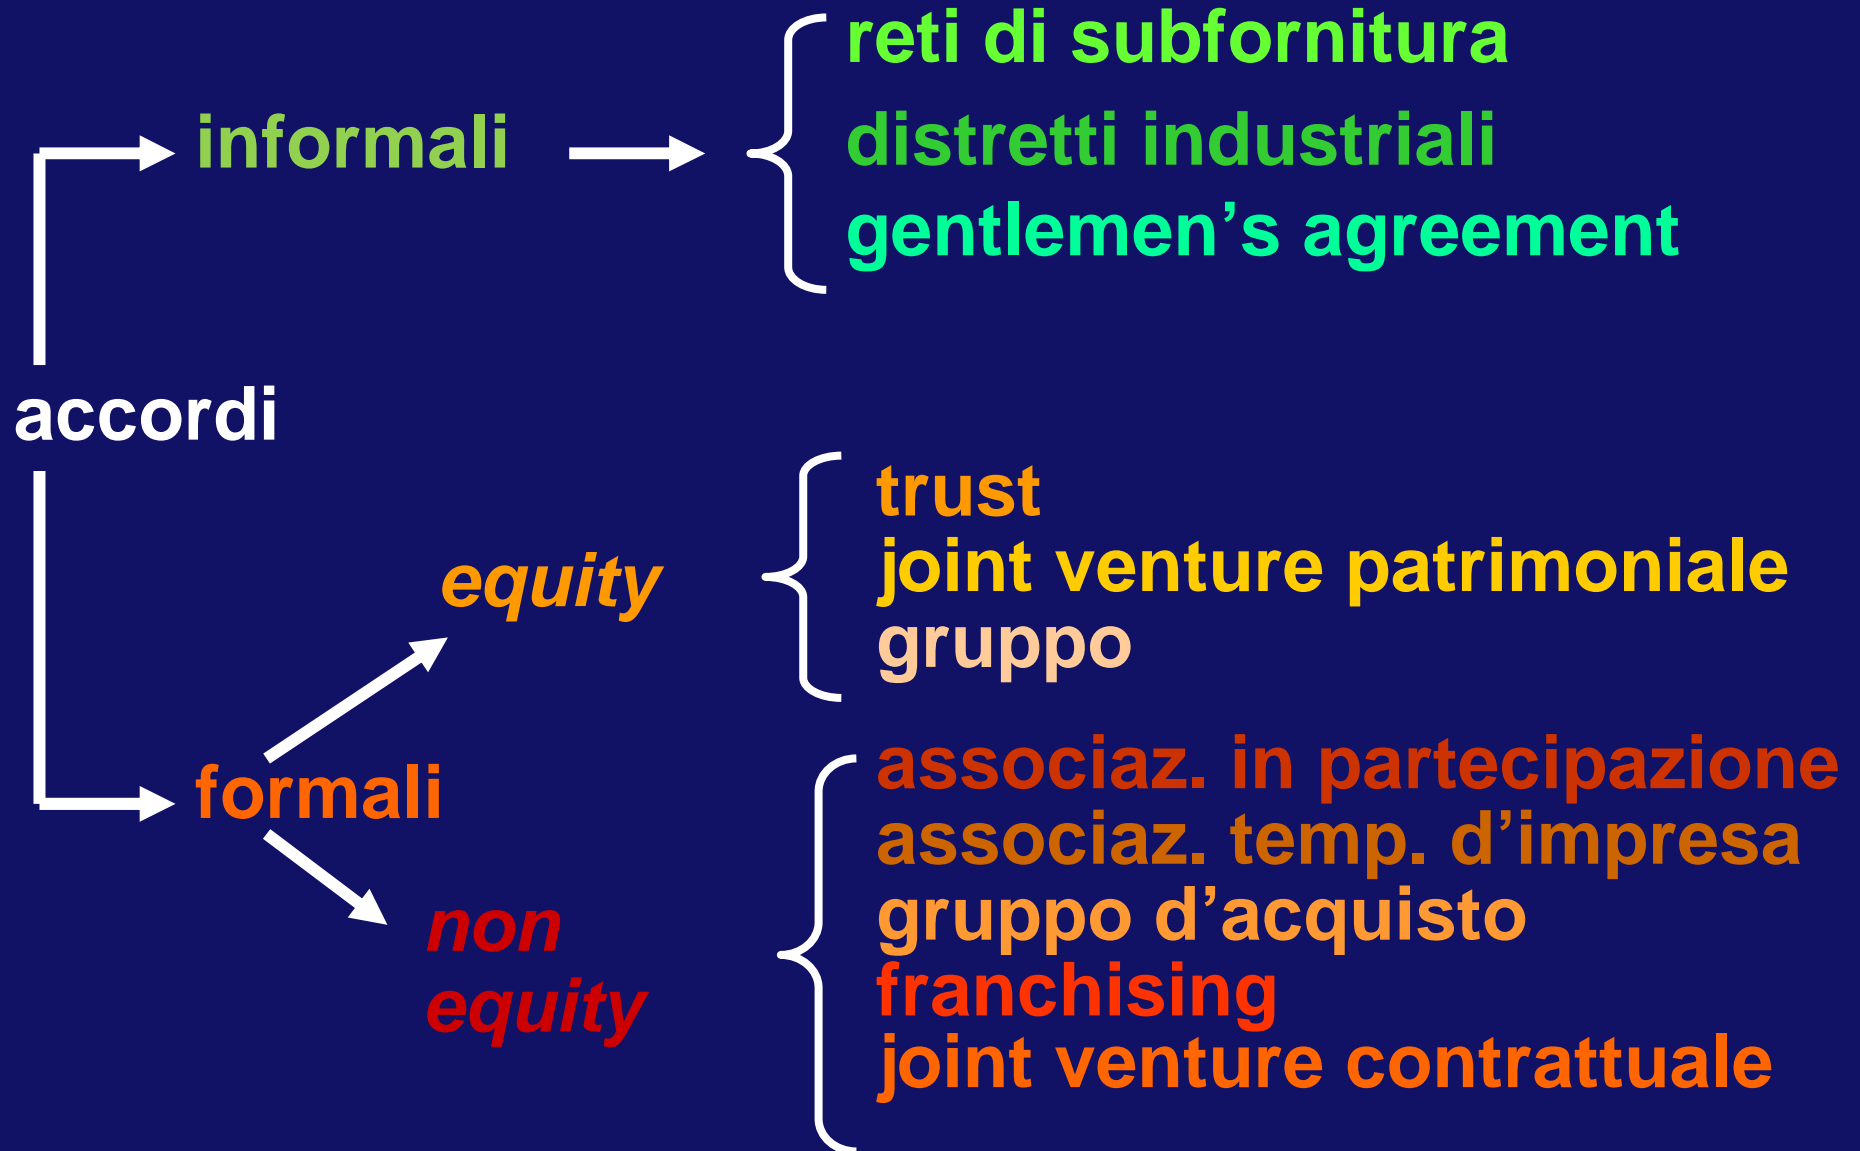 reti di subfornitura
informali
distretti industriali
gentlemen’s agreement
accordi
equity
trust
joint venture patrimoniale
gruppo
formali
non
equity
associaz. in partecipazione
associaz. temp. d’impresa
gruppo d’acquisto
franchising
joint venture contrattuale